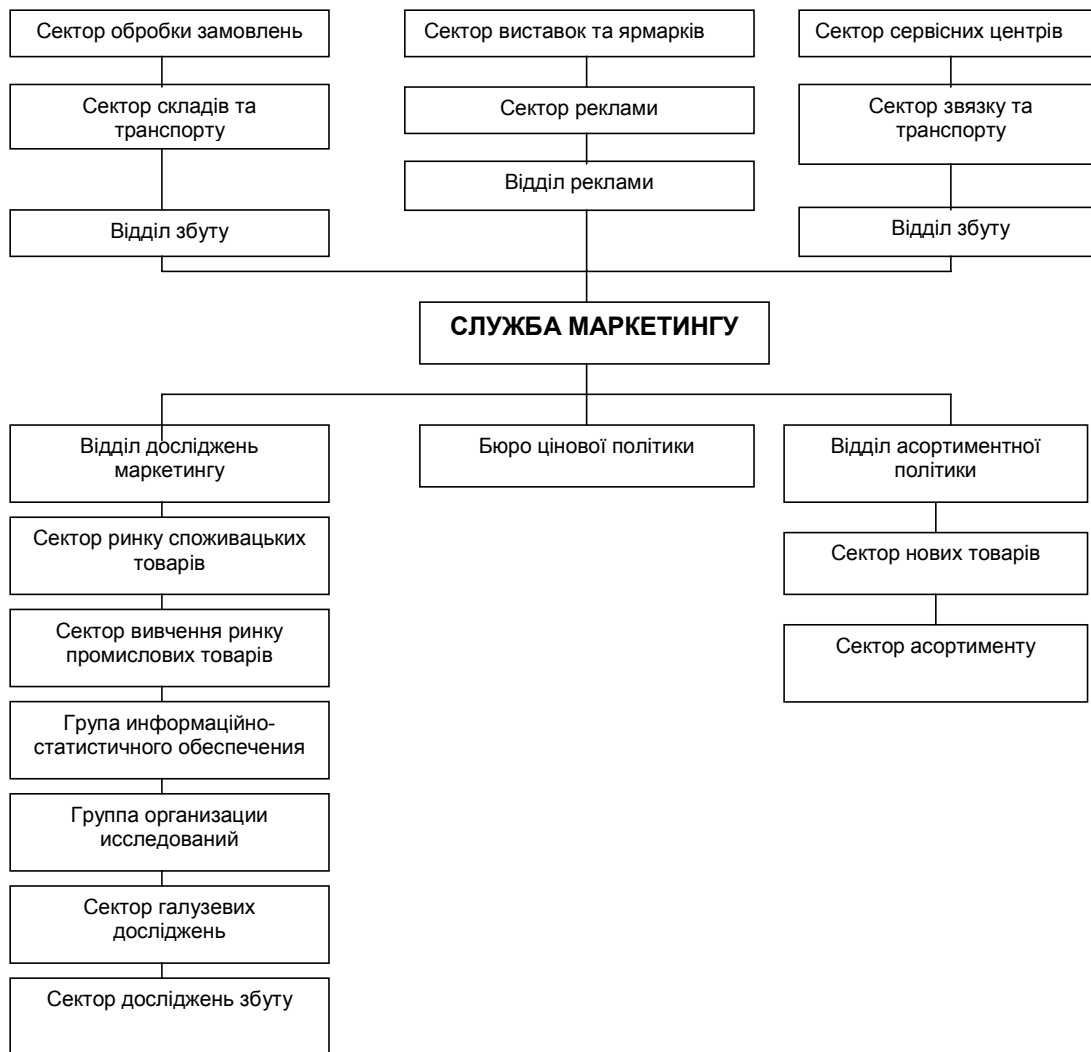 Сектор обробки замовлень
Сектор виставок та ярмарків
Сектор сервісних центрів
Сектор складів та
транспорту
Сектор реклами
Сектор звязку та
транспорту
Відділ реклами
Відділ збуту
Відділ збуту
СЛУЖБА МАРКЕТИНГУ
Відділ досліджень
маркетингу
Бюро цінової політики
Відділ асортиментної
політики
Сектор ринку споживацьких
товарів
Сектор нових товарів
Сектор вивчення ринку
промислових товарів
Сектор асортименту
Група информаційно-
статистичного обеспечения
Группа организации
исследований
Сектор галузевих
досліджень
Сектор досліджень збуту